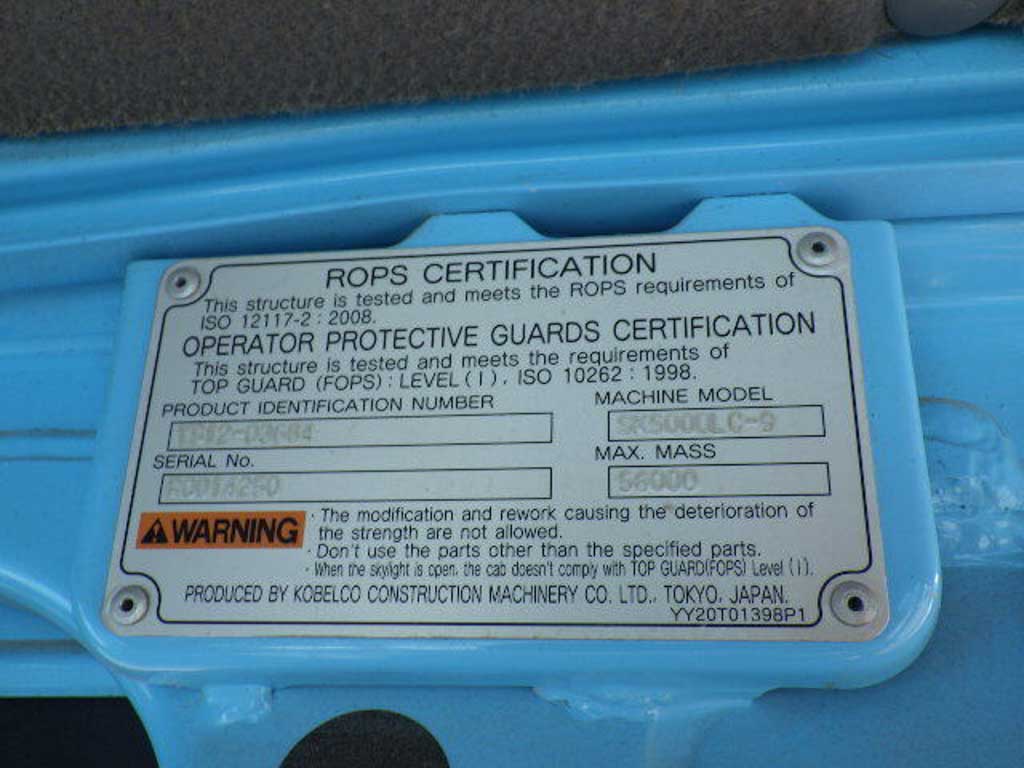 ROPS CERTIFICATION
This structure is tested and meets the ROPS requirements of
ISO 12117-2 : 2008.
OPERATOR PROTECTIVE GUARDS CERTIFICATION
This structure is tested and meets the requirements of
TOP GUARD (FOPS) : LEVEL ( I ) , ISO 10262 : 1998.
PRODUCT IDENTIFICATION NUMBER
MACHINE MODEL
SERIAL No.
MAX. MASS
56000
WARNING
· The modification and rework causing the deterioration of
the strength are not allowed.
· Don't use the parts other than the specified parts.
· When the skylight is open, the cab doesn't comply with TOP GUARD(FOPS) Level ( I ).
PRODUCED BY KOBELCO CONSTRUCTION MACHINERY CO. LTD., TOKYO, JAPAN.
YY20T01398P1